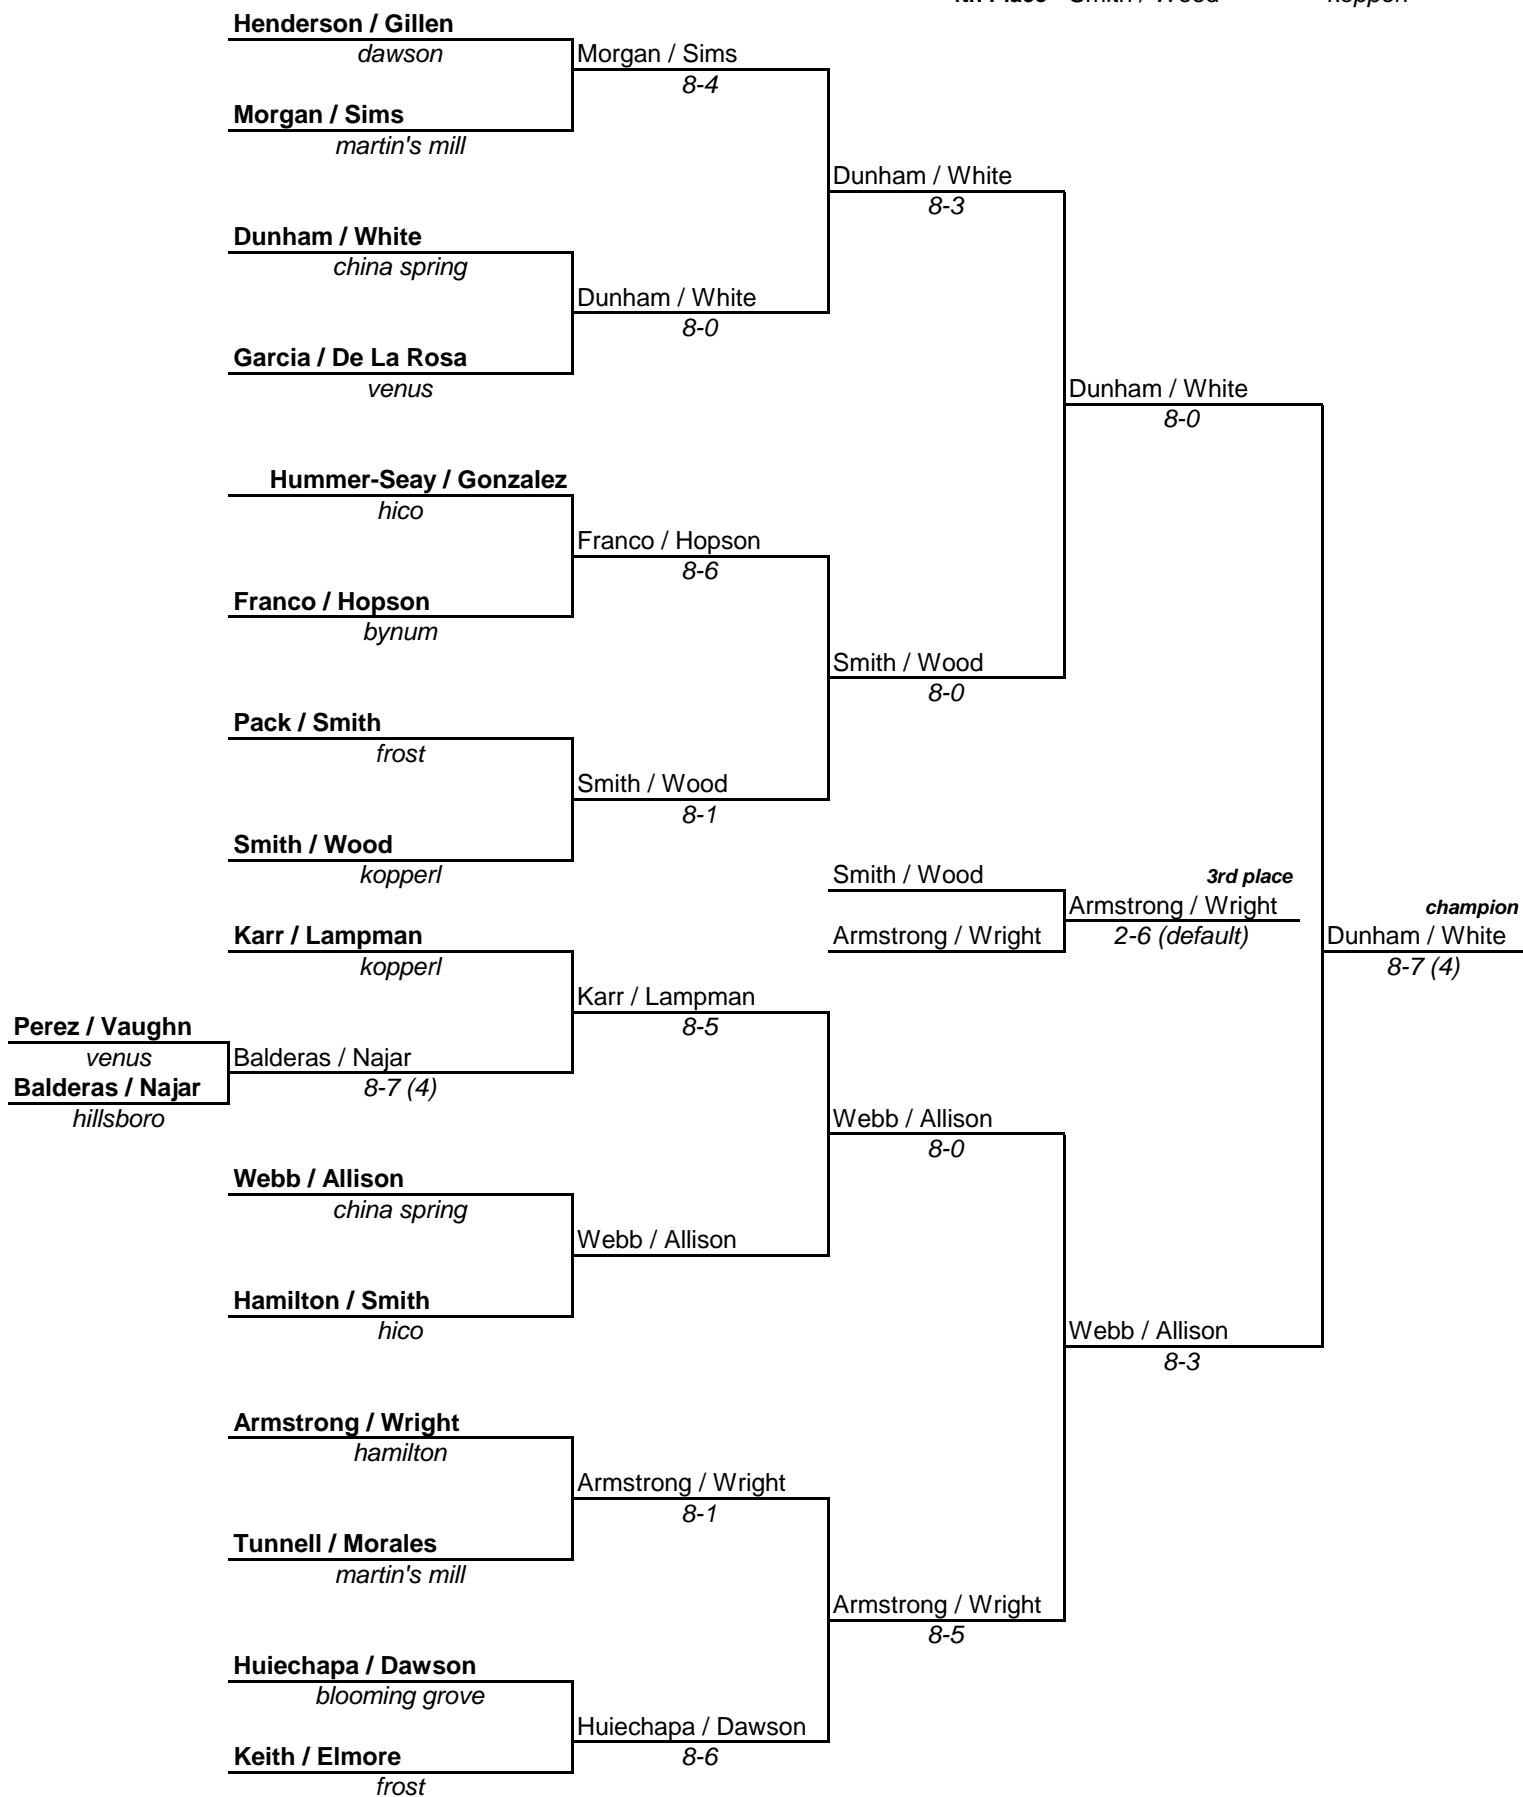 4th Place Smith / Wood kopperl
Henderson / Gillen
dawson
Morgan / Sims
8-4
Morgan / Sims
martin's mill
Dunham / White
8-3
Dunham / White
china spring
Dunham / White
8-0
Garcia / De La Rosa
venus
Dunham / White
8-0
Hummer-Seay / Gonzalez
hico
Franco / Hopson
8-6
Franco / Hopson
bynum
Smith / Wood
8-0
Pack / Smith
frost
Smith / Wood
8-1
Smith / Wood
kopperl
Smith / Wood
3rd place
Armstrong / Wright
2-6 (default)
Armstrong / Wright
champion
Dunham / White
8-7 (4)
Karr / Lampman
kopperl
Karr / Lampman
8-5
Perez / Vaughn
venus
Balderas / Najar
8-7 (4)
Balderas / Najar
hillsboro
Webb / Allison
8-0
Webb / Allison
china spring
Webb / Allison
Hamilton / Smith
hico
Webb / Allison
8-3
Armstrong / Wright
hamilton
Armstrong / Wright
8-1
Tunnell / Morales
martin's mill
Armstrong / Wright
8-5
Huiechapa / Dawson
blooming grove
Huiechapa / Dawson
8-6
Keith / Elmore
frost